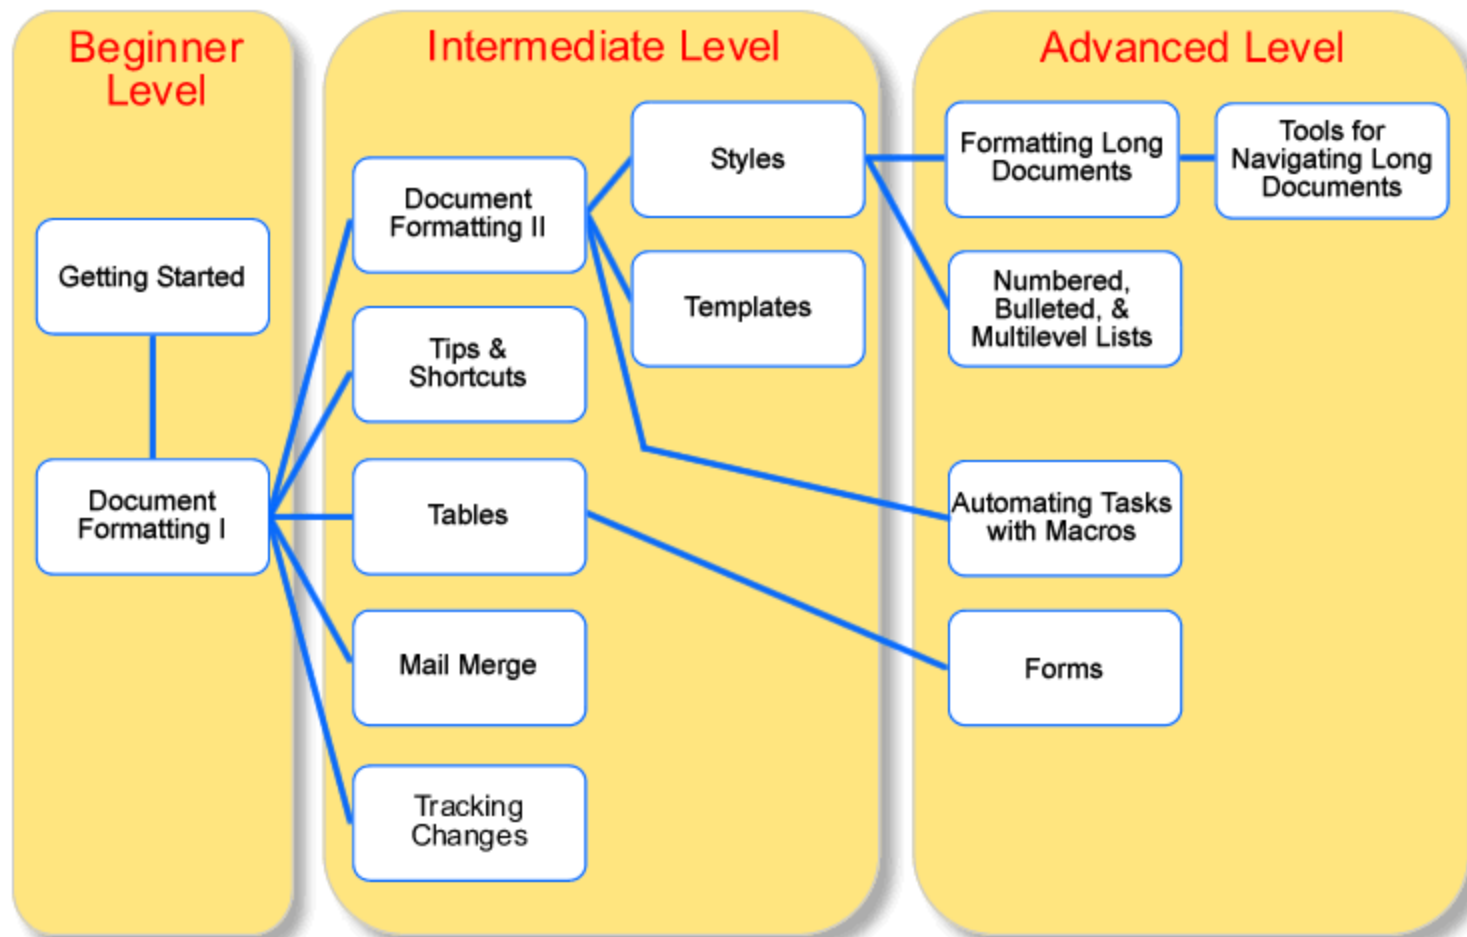 Beginner
Level
Getting Started
Document
Formatting I
Intermediate Level
Document
Formatting II
Tips &
Shortcuts
Tables
Mail Merge
Tracking
Changes
Styles
Templates
Advanced Level
Formatting Long
Documents
Tools for
Navigating Long
Documents
Numbered,
Bulleted, &
Multilevel Lists
Automating Tasks
with Macros
Forms